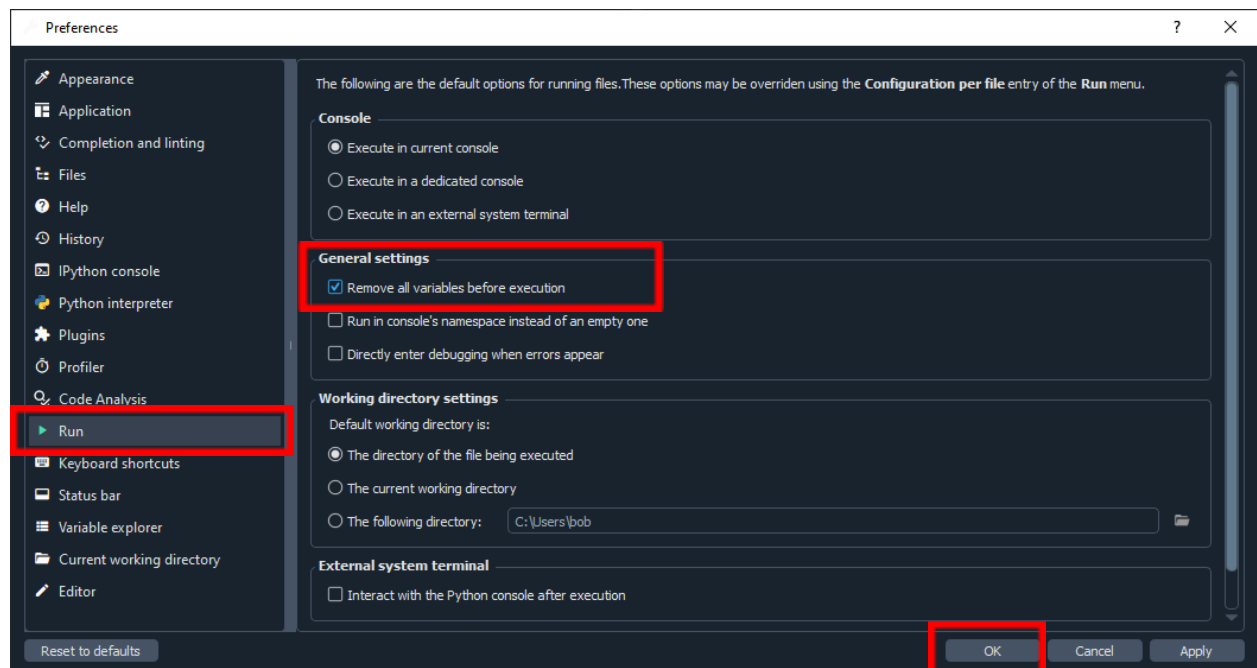 Preferences
?
Appearance
Application
Completion and linting
Files
Help
History
IPython console
Python interpreter
Plugins
Profiler
Code Analysis
Run
Keyboard shortcuts
Status bar
Variable explorer
Current working directory
Editor
The following are the default options for running files.These options may be overriden using the Configuration per file entry of the Run menu.
Console
Execute in current console
Execute in a dedicated console
Execute in an external system terminal
General settings
Remove all variables before execution
Run in console's namespace instead of an empty one
Directly enter debugging when errors appear
Working directory settings
Default working directory is:
The directory of the file being executed
The current working directory
The following directory: C:\Users\bob
External system terminal
Interact with the Python console after execution
Reset to defaults
OK Cancel Apply